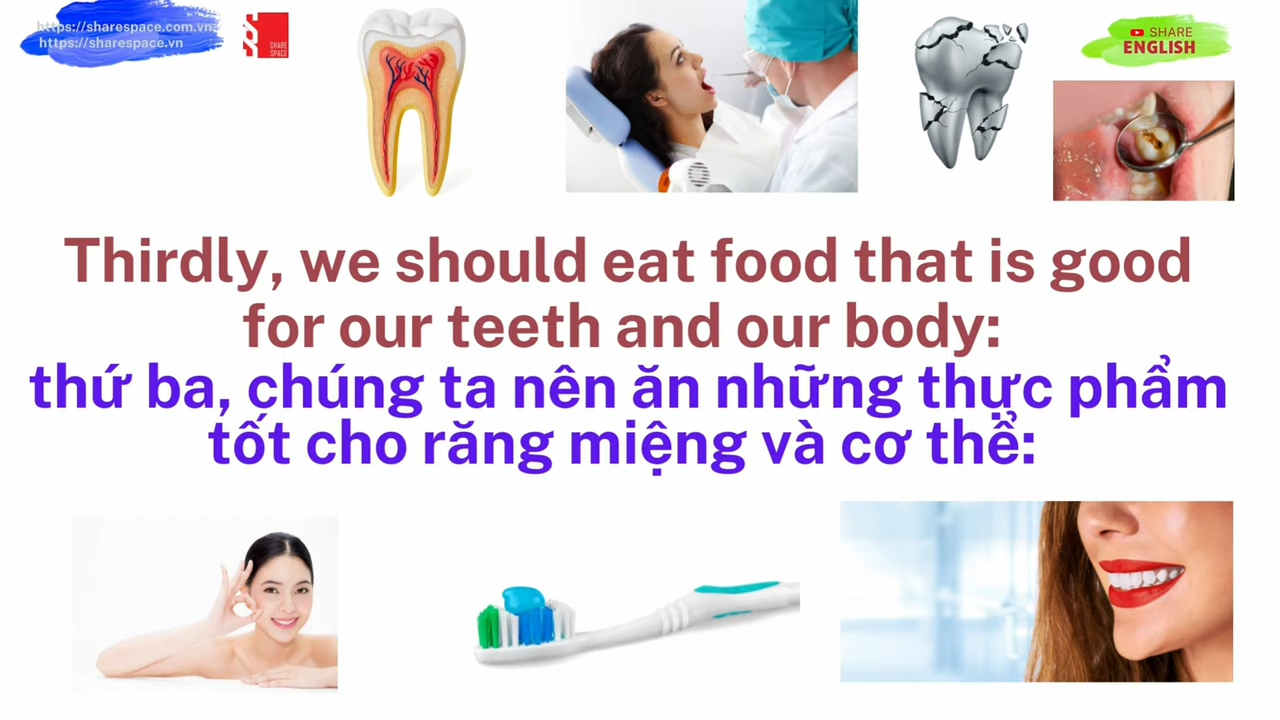 https://sharespace.com.vn
https://sharespace.vn
SHARE
SPACE
SHARE
ENGLISH
Thirdly, we should eat food that is good
for our teeth and our body:
thứ ba, chúng ta nên ăn những thực phẩm
tốt cho răng miệng và cơ thể: